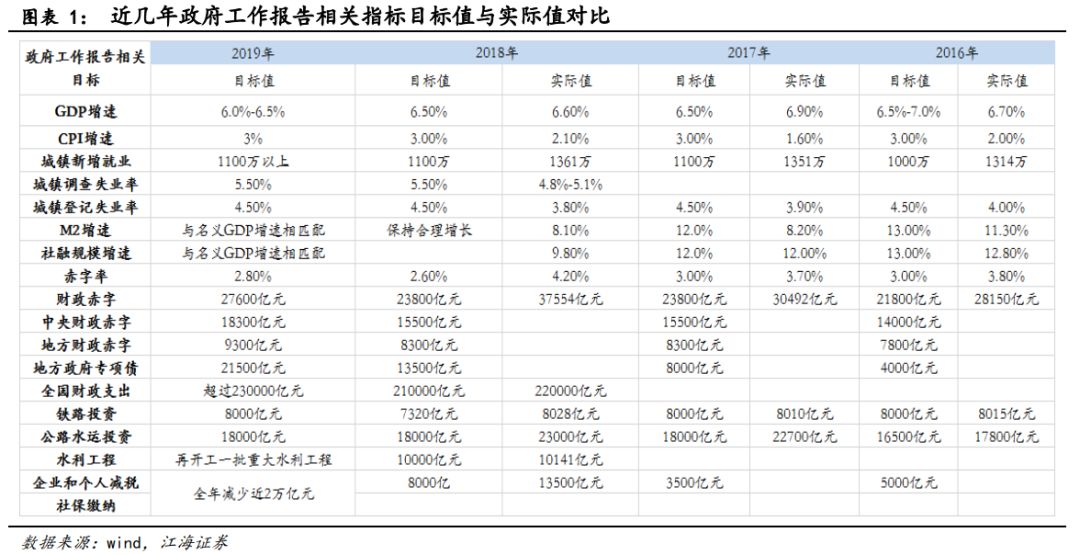 图表 1： 近几年政府工作报告相关指标目标值与实际值对比
政府工作报告相关目标 2019年 2018年 2017年 2016年
目标值 目标值 实际值 目标值 实际值 目标值 实际值
GDP增速 6.0%-6.5% 6.50% 6.60% 6.50% 6.90% 6.5%-7.0% 6.70%
CPI增速 3% 3.00% 2.10% 3.00% 1.60% 3.00% 2.00%
城镇新增就业 1100万以上 1100万 1361万 1100万 1351万 1000万 1314万
城镇调查失业率 5.50% 5.50% 4.8%-5.1%
城镇登记失业率 4.50% 4.50% 3.80% 4.50% 3.90% 4.50% 4.00%
M2增速 与名义GDP增速相匹配 保持合理增长 8.10% 12.0% 8.20% 13.00% 11.30%
社融规模增速 与名义GDP增速相匹配 9.80% 12.0% 12.00% 13.00% 12.80%
赤字率 2.80% 2.60% 4.20% 3.00% 3.70% 3.00% 3.80%
财政赤字 27600亿元 23800亿元 37554亿元 23800亿元 30492亿元 21800亿元 28150亿元
中央财政赤字 18300亿元 15500亿元 15500亿元 14000亿元
地方财政赤字 9300亿元 8300亿元 8300亿元 7800亿元
地方政府专项债 21500亿元 13500亿元 8000亿元 4000亿元
全国财政支出 超过230000亿元 210000亿元 220000亿元
铁路投资 8000亿元 7320亿元 8028亿元 8000亿元 8010亿元 8000亿元 8015亿元
公路水运投资 18000亿元 18000亿元 23000亿元 18000亿元 22700亿元 16500亿元 17800亿元
水利工程 再开工一批重大水利工程 10000亿元 10141亿元
企业和个人减税 全年减少近2万亿元 8000亿 13500亿元 3500亿元 5000亿元
社保缴纳
数据来源：wind，江海证券